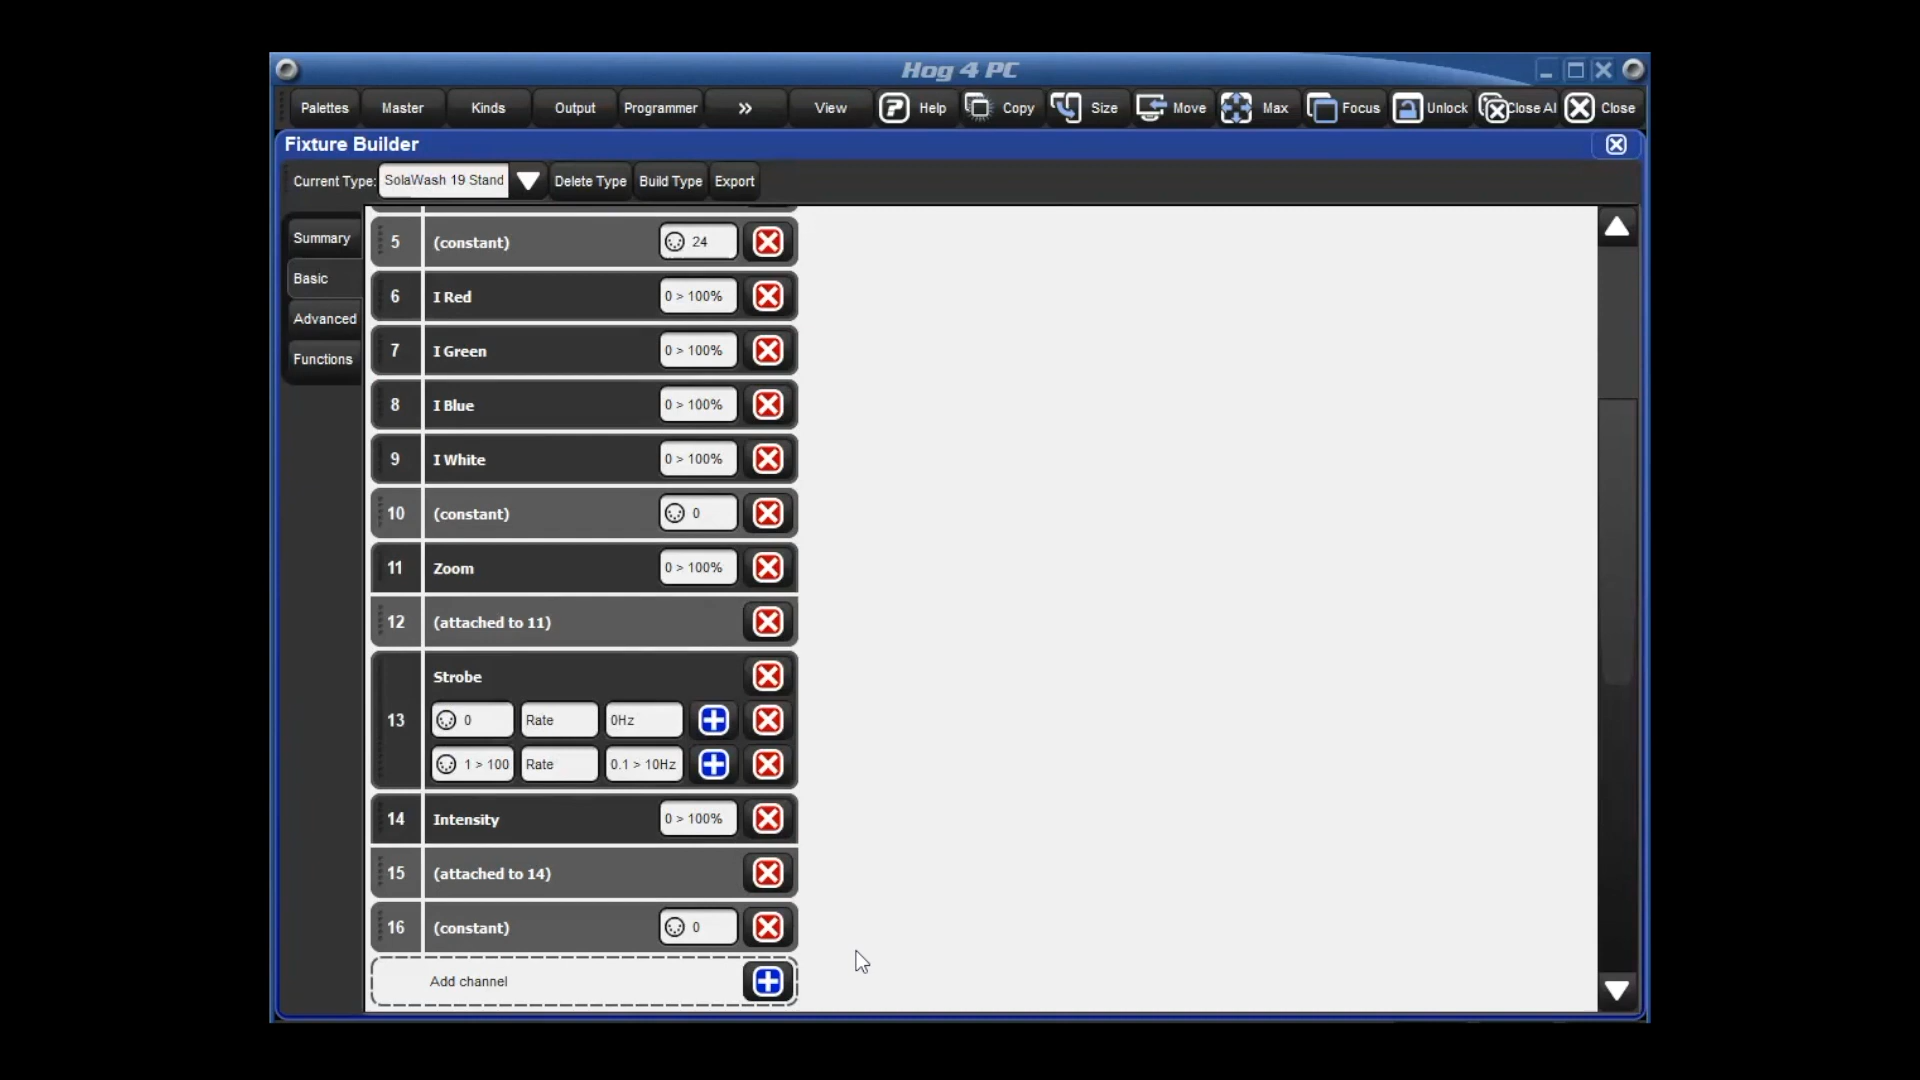 Hog 4 PC
Palettes Master Kinds Output Programmer » View Help Copy Size Move Max Focus Unlock Close Al Close
Fixture Builder
Current Type: SolaWash 19 Stand Delete Type Build Type Export
Summary
Basic
Advanced
Functions
5 (constant) 24
6 I Red 0 > 100%
7 I Green 0 > 100%
8 I Blue 0 > 100%
9 I White 0 > 100%
10 (constant) 0
11 Zoom 0 > 100%
12 (attached to 11)
13 Strobe
0 Rate 0Hz
1 > 100 Rate 0.1 > 10Hz
14 Intensity 0 > 100%
15 (attached to 14)
16 (constant) 0
Add channel